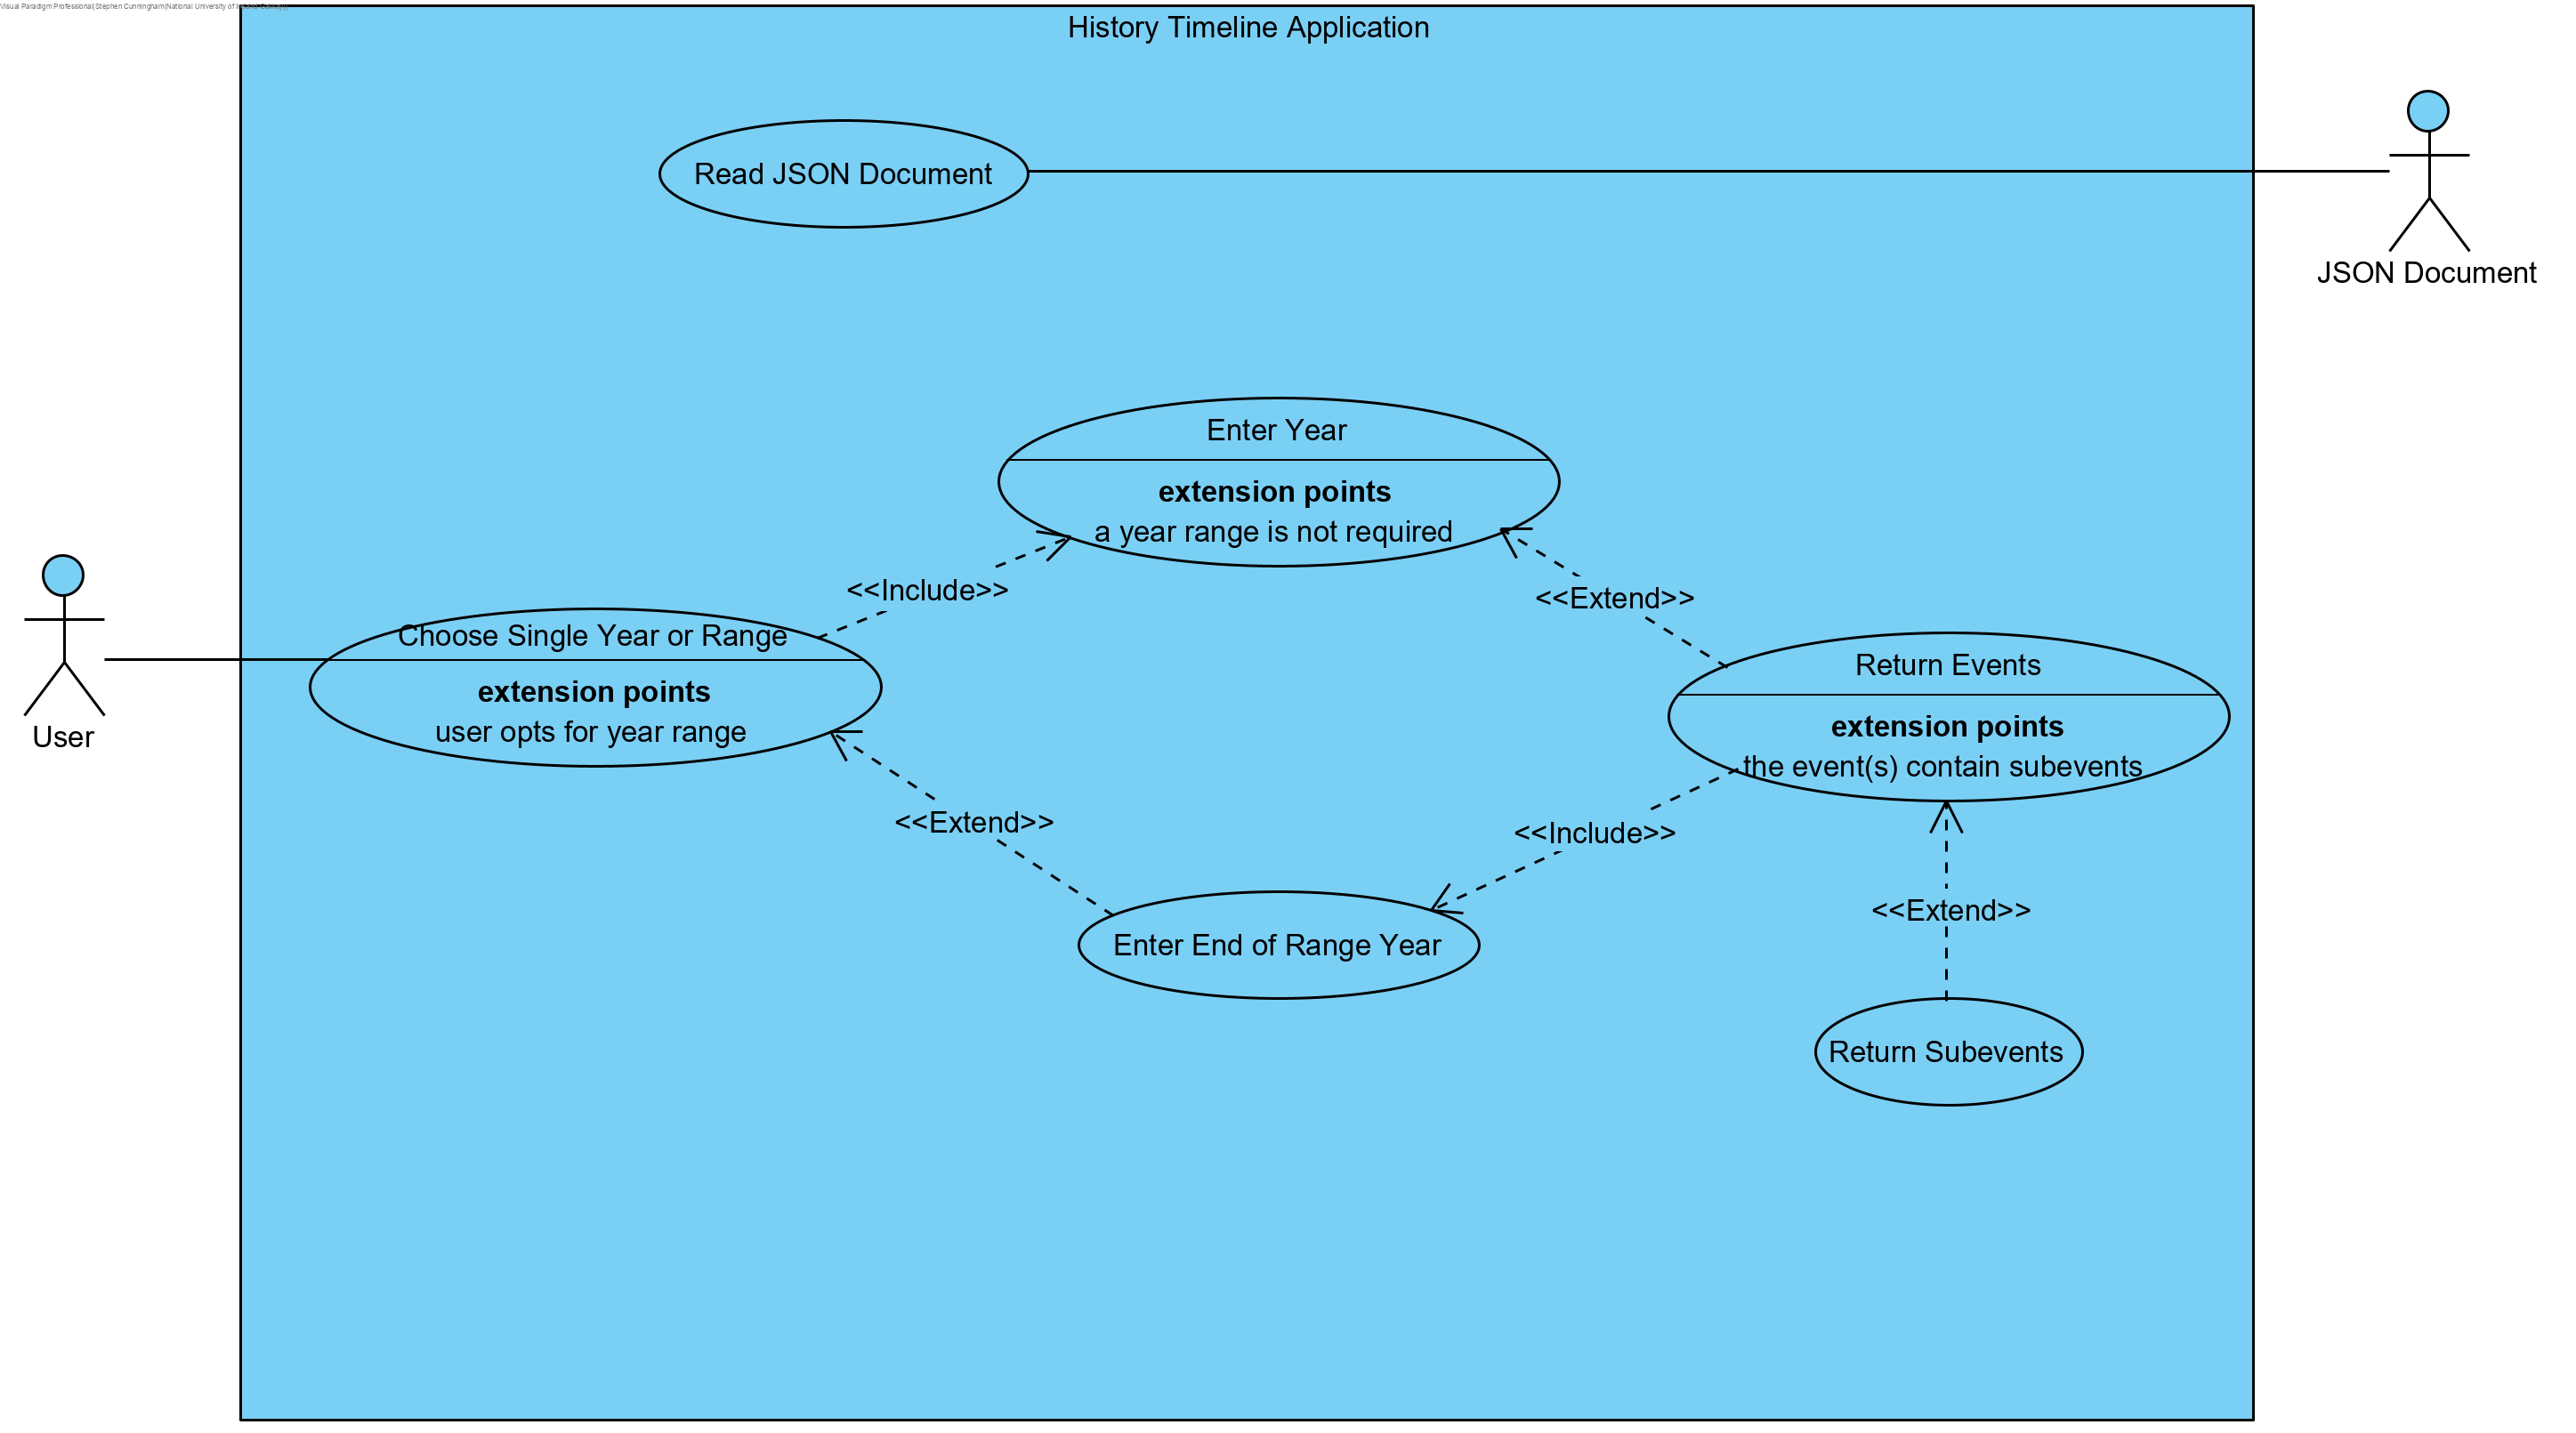 Visual Paradigm Professional(Stephen Cunningham(National University of
History Timeline Application
Read JSON Document
JSON Document
Enter Year
extension points
a year range is not required
<<Include>>
<<Extend>>
Choose Single Year or Range
extension points
user opts for year range
User
Return Events
extension points
the event(s) contain subevents
<<Extend>>
<<Include>>
Enter End of Range Year
<<Extend>>
Return Subevents